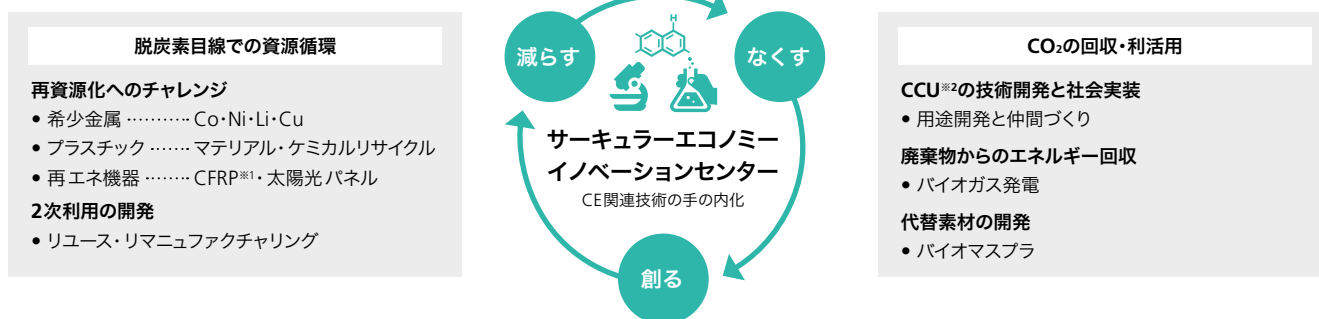 脱炭素目線での資源循環
再資源化へのチャレンジ
• 希少金属 ・・・・・・・・・・ Co・Ni・Li・Cu
• プラスチック ・・・・・・・ マテリアル・ケミカルリサイクル
• 再エネ機器 ・・・・・・・・ CFRP※1・太陽光パネル
2次利用の開発
• リユース・リマニュファクチャリング
減らす
なくす
H
サーキュラーエコノミー
イノベーションセンター
CE関連技術の手の内化
創る
CO₂の回収・利活用
CCU※2の技術開発と社会実装
• 用途開発と仲間づくり
廃棄物からのエネルギー回収
• バイオガス発電
代替素材の開発
• バイオマスプラ